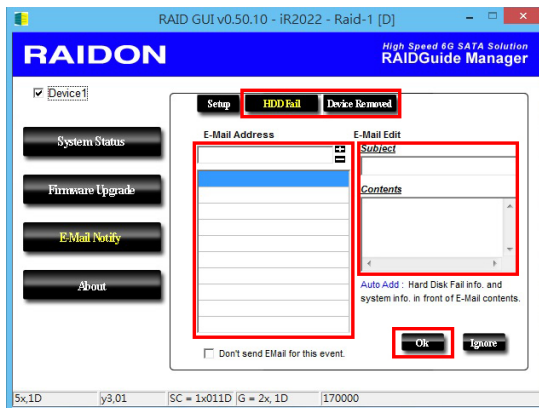 RAID GUI v0.50.10 - iR2022 - Raid-1 [D]
RAIDON
High Speed 6G SATA Solution
RAIDGuide Manager
Device1
Setup HDD Fail Device Removed
System Status
Firmware Upgrade
E-Mail Notify
About
E-Mail Address
E-Mail Edit
Subject
Contents
Auto Add : Hard Disk Fail info. and
system info. in front of E-Mail contents.
Don't send EMail for this event.
Ok Ignore
5x,1D y3,01 SC = 1x011D G = 2x, 1D 170000